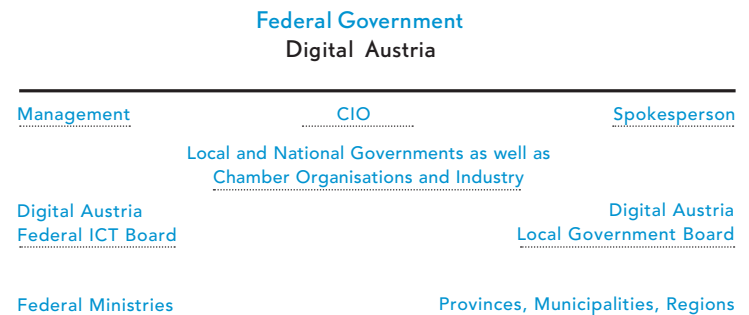 Federal Government
Digital Austria
Management
CIO
Spokesperson
Local and National Governments as well as
Chamber Organisations and Industry
Digital Austria
Federal ICT Board
Digital Austria
Local Government Board
Federal Ministries
Provinces, Municipalities, Regions